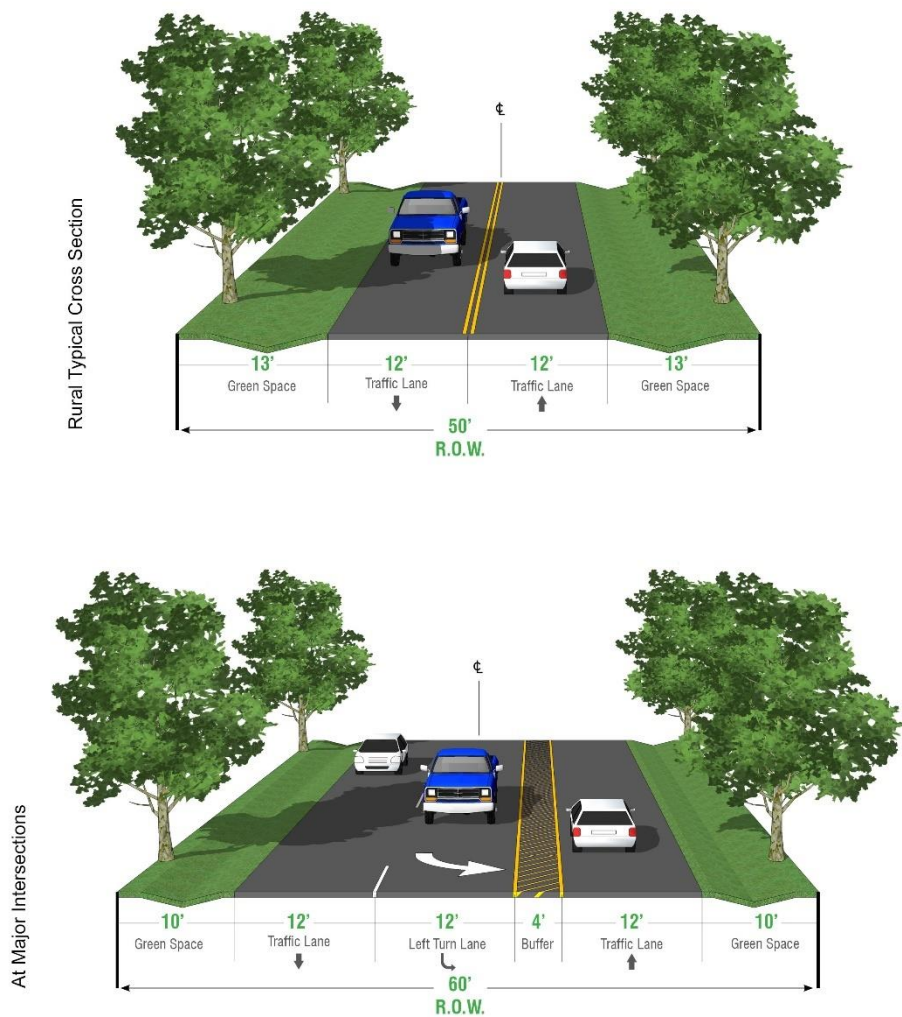 Rural Typical Cross Section
℄
13'
Green Space
12'
Traffic Lane
12'
Traffic Lane
13'
Green Space
50'
R.O.W.
At Major Intersections
℄
10'
Green Space
12'
Traffic Lane
12'
Left Turn Lane
4'
Buffer
12'
Traffic Lane
10'
Green Space
60'
R.O.W.